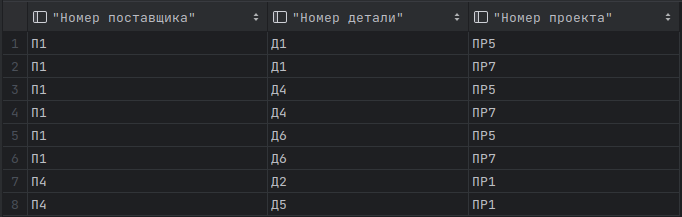 "Номер поставщика" "Номер детали" "Номер проекта"
1 П1 Д1 ПР5
2 П1 Д1 ПР7
3 П1 Д4 ПР5
4 П1 Д4 ПР7
5 П1 Д6 ПР5
6 П1 Д6 ПР7
7 П4 Д2 ПР1
8 П4 Д5 ПР1